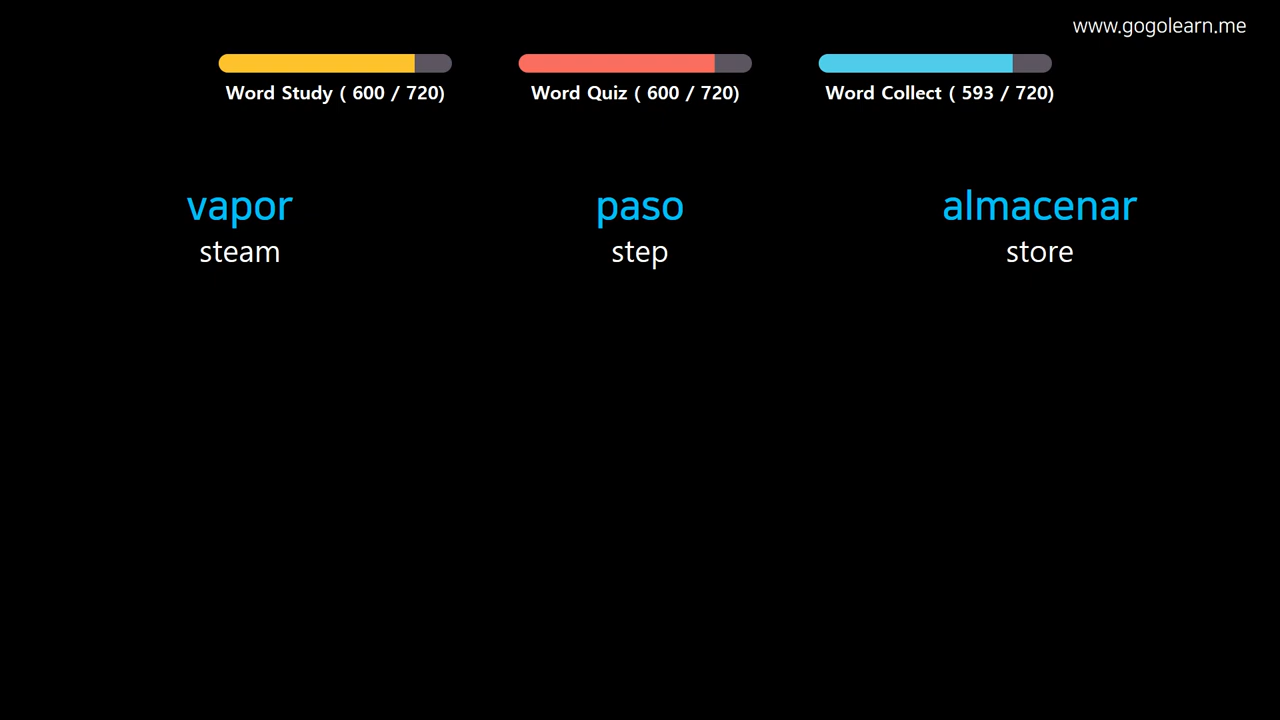 www.gogolearn.me
Word Study ( 600 / 720)
Word Quiz ( 600 / 720)
Word Collect ( 593 / 720)
vapor
steam
paso
step
almacenar
store